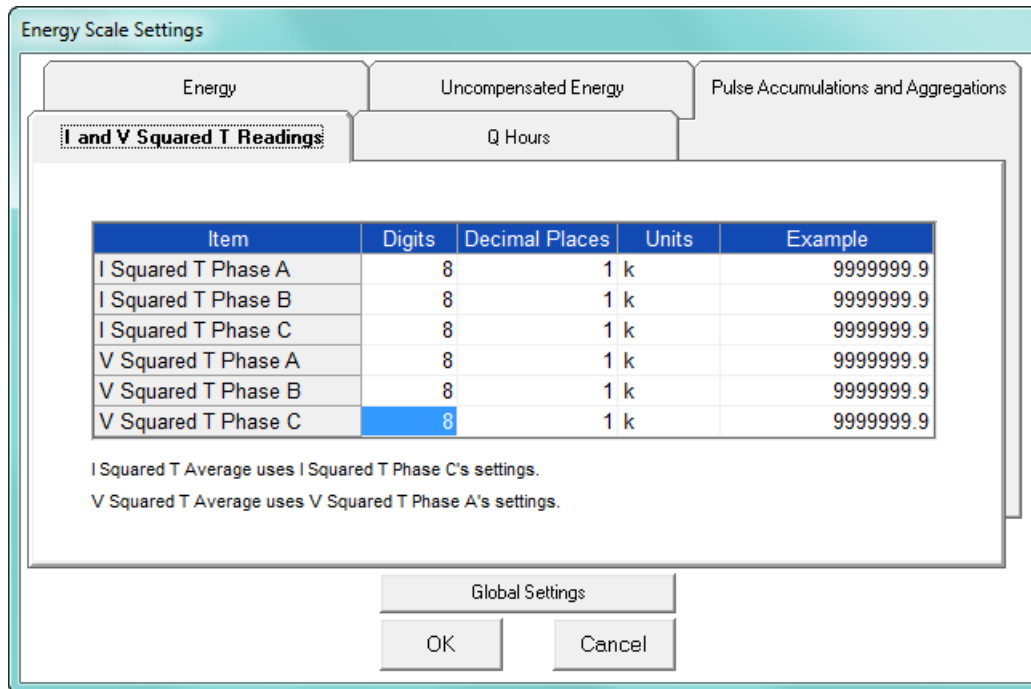 Energy Scale Settings
Energy Uncompensated Energy Pulse Accumulations and Aggregations
I and V Squared T Readings Q Hours
Item Digits Decimal Places Units Example
I Squared T Phase A 8 1 k 9999999.9
I Squared T Phase B 8 1 k 9999999.9
I Squared T Phase C 8 1 k 9999999.9
V Squared T Phase A 8 1 k 9999999.9
V Squared T Phase B 8 1 k 9999999.9
V Squared T Phase C 8 1 k 9999999.9
I Squared T Average uses I Squared T Phase C's settings.
V Squared T Average uses V Squared T Phase A's settings.
Global Settings
OK Cancel